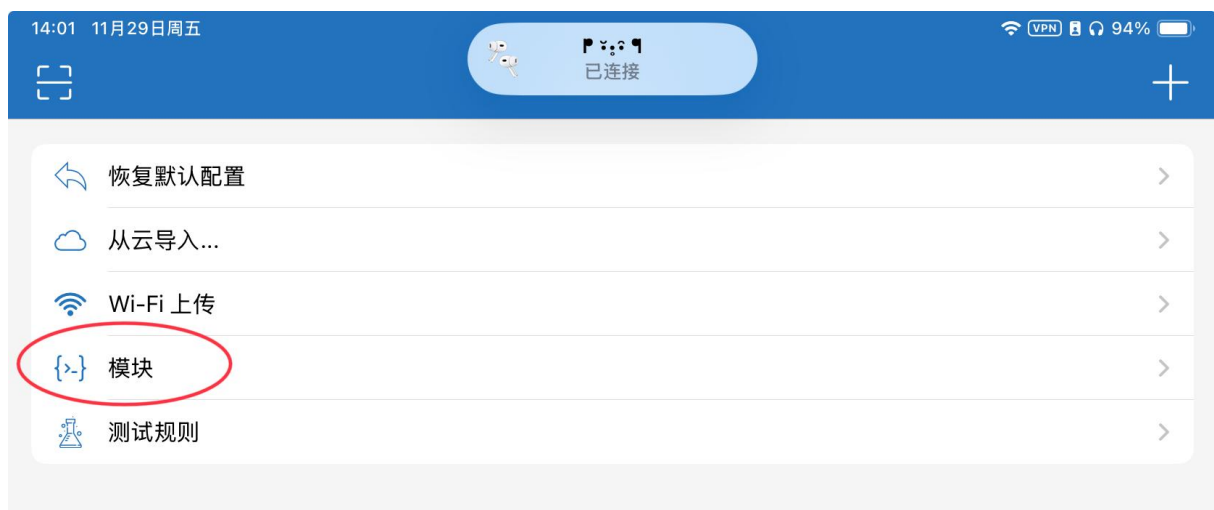 14:01 11月29日周五
VPN 94%
已连接
恢复默认配置
从云导入...
Wi-Fi 上传
模块
测试规则